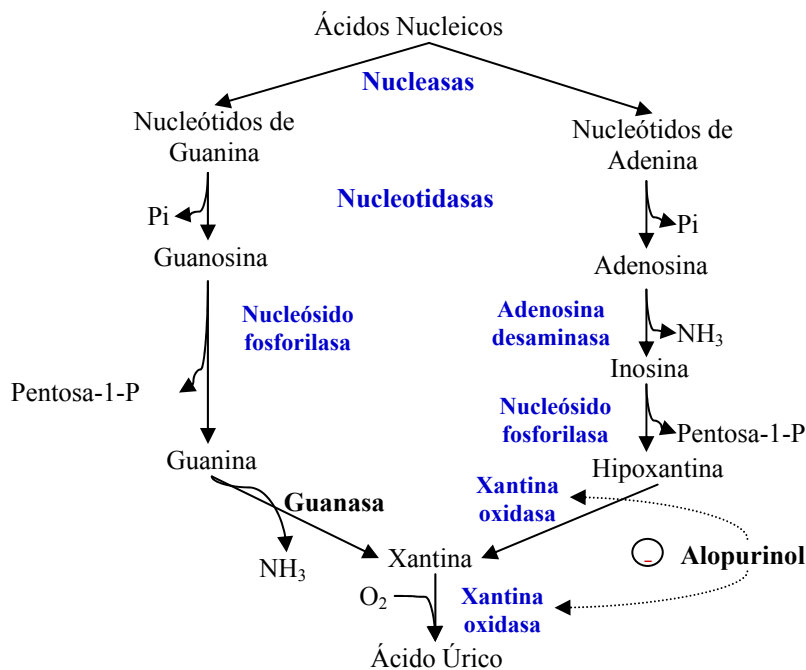 Ácidos Nucleicos
Nucleasas
Nucleótidos de
Guanina
Nucleótidos de
Adenina
Nucleotidasas
Pi
Pi
Guanosina
Adenosina
Nucleósido
fosforilasa
Adenosina
desaminasa
NH₃
Inosina
Pentosa-1-P
Nucleósido
fosforilasa
Pentosa-1-P
Guanina
Hipoxantina
Guanasa
Xantina
oxidasa
NH₃
Xantina
-
Alopurinol
O₂
Xantina
oxidasa
Ácido Úrico